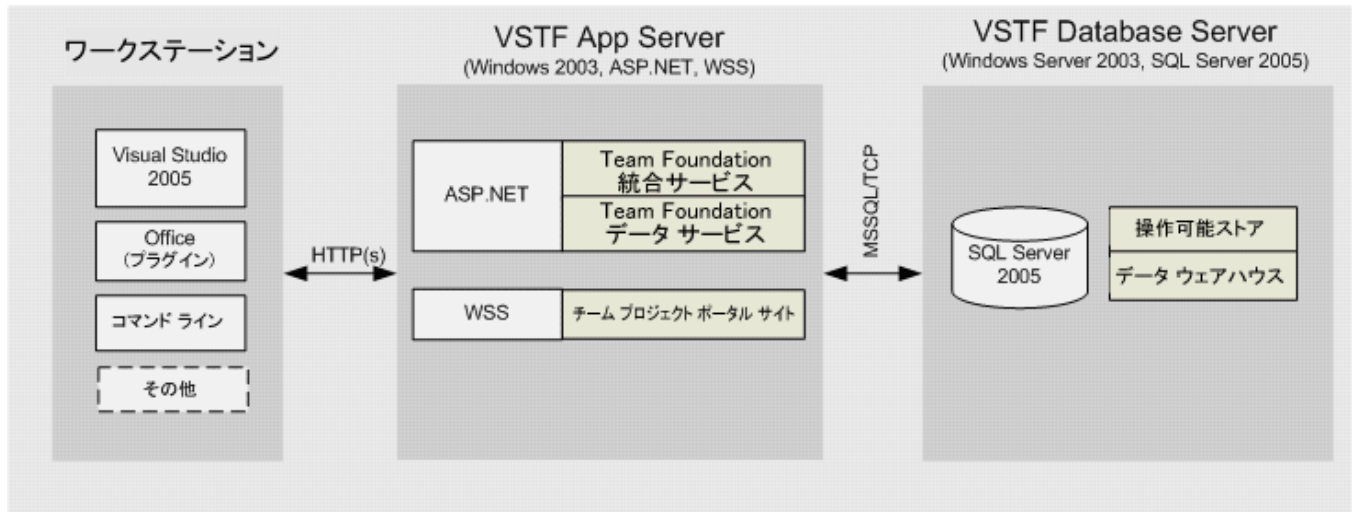 ワークステーション
Visual Studio
2005
Office
(プラグイン)
コマンド ライン
その他
HTTP(s)
VSTF App Server
(Windows 2003, ASP.NET, WSS)
ASP.NET
Team Foundation
統合サービス
Team Foundation
データ サービス
WSS
チーム プロジェクト ポータル サイト
MSSQL/TCP
VSTF Database Server
(Windows Server 2003, SQL Server 2005)
SQL Server
2005
操作可能ストア
データ ウェアハウス